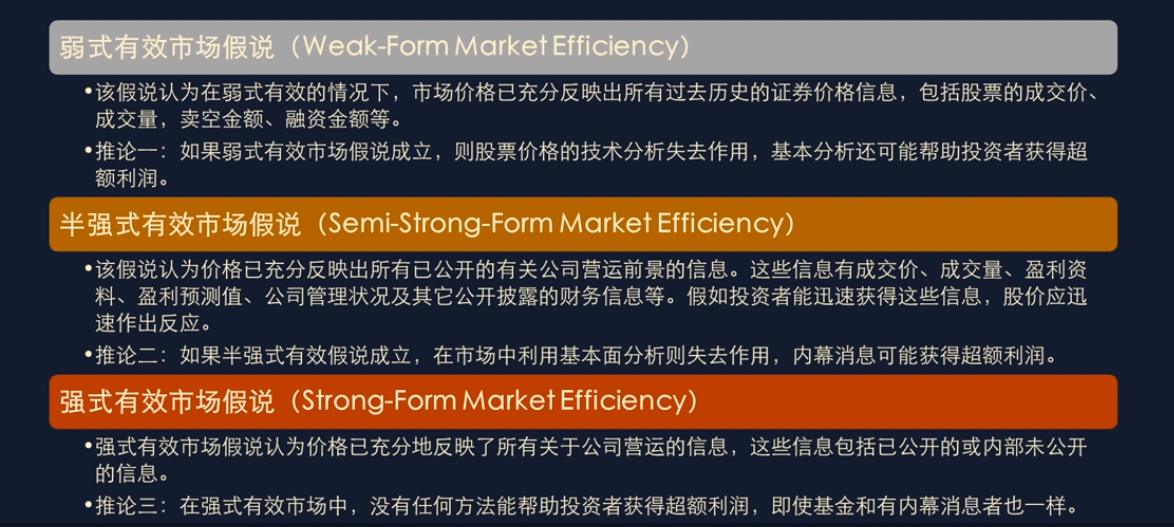 弱式有效市场假说（Weak-Form Market Efficiency）
•该假说认为在弱式有效的情况下，市场价格已充分反映出所有过去历史的证券价格信息，包括股票的成交价、
成交量，卖空金额、融资金额等。
•推论一：如果弱式有效市场假说成立，则股票价格的技术分析失去作用，基本分析还可能帮助投资者获得超
额利润。
半强式有效市场假说（Semi-Strong-Form Market Efficiency）
•该假说认为价格已充分反映出所有已公开的有关公司营运前景的信息。这些信息有成交价、成交量、盈利资
料、盈利预测值、公司管理状况及其它公开披露的财务信息等。假如投资者能迅速获得这些信息，股价应迅
速作出反应。
•推论二：如果半强式有效假说成立，在市场中利用基本面分析则失去作用，内幕消息可能获得超额利润。
强式有效市场假说（Strong-Form Market Efficiency）
•强式有效市场假说认为价格已充分地反映了所有关于公司营运的信息，这些信息包括已公开的或内部未公开
的信息。
•推论三：在强式有效市场中，没有任何方法能帮助投资者获得超额利润，即使基金和有内幕消息者也一样。